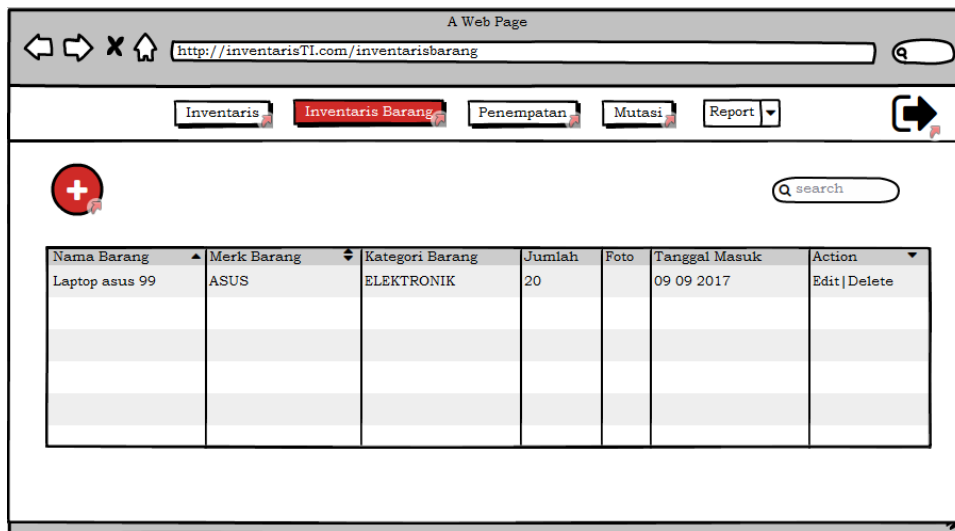 A Web Page
http://inventarisTI.com/inventarisbarang
Inventaris Inventaris Barang Penempatan Mutasi Report
search
Nama Barang Merk Barang Kategori Barang Jumlah Foto Tanggal Masuk Action
Laptop asus 99 ASUS ELEKTRONIK 20 09 09 2017 Edit|Delete